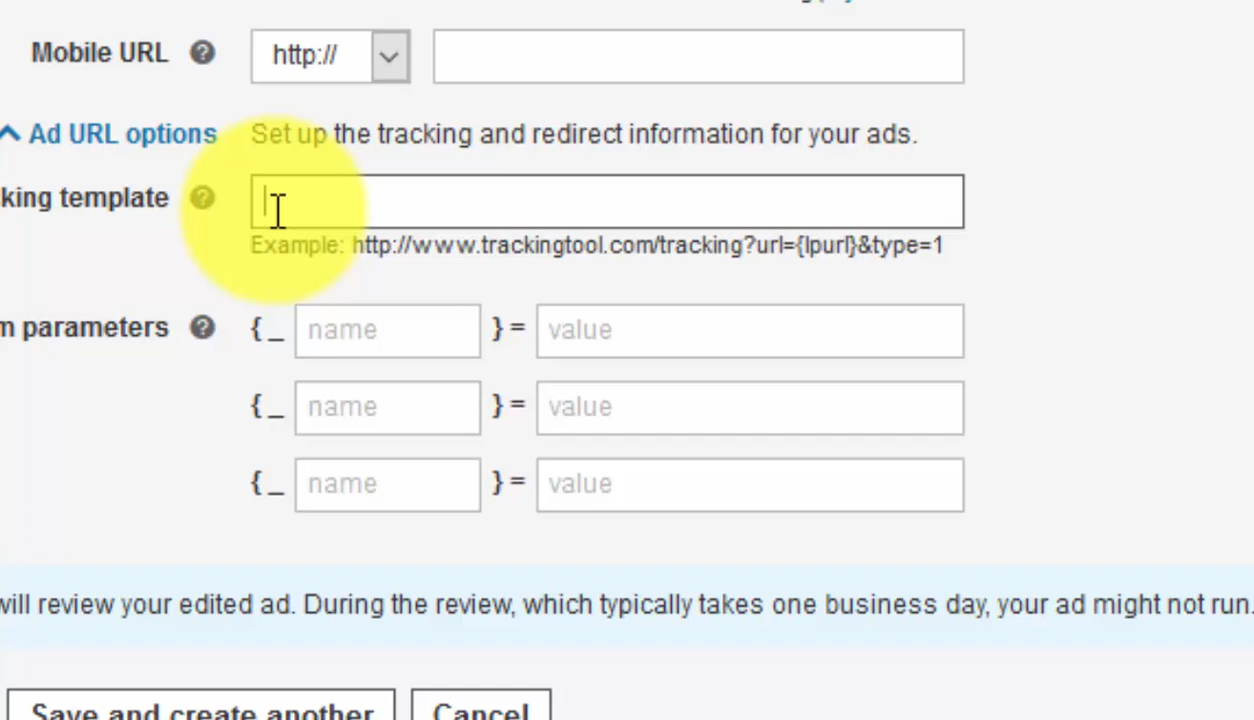 Mobile URL ? http://
Ad URL options Set up the tracking and redirect information for your ads.
king template ?
Example: http://www.trackingtool.com/tracking?url={lpurl}&type=1
m parameters ? {_ name }= value
{_ name }= value
{_ name }= value
will review your edited ad. During the review, which typically takes one business day, your ad might not run.
Save and create another Cancel